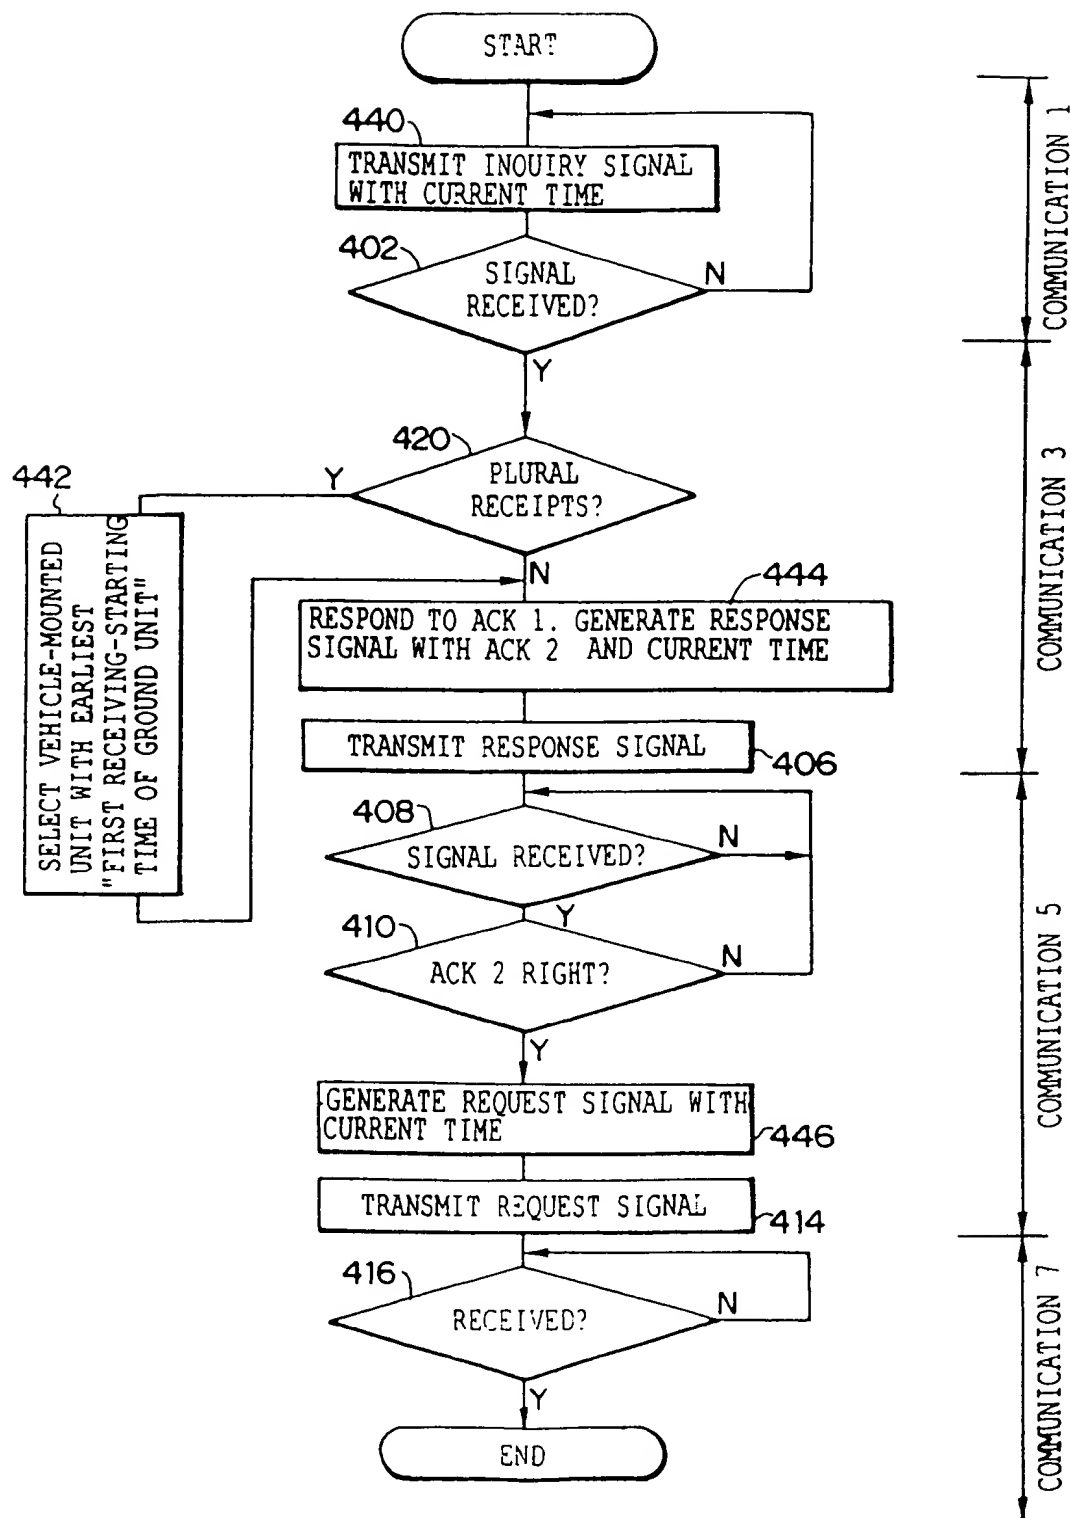 START
440
TRANSMIT INOUIRY SIGNAL
WITH CURRENT TIME
402
SIGNAL
RECEIVED?
N
Y
COMMUNICATION 1
420
PLURAL
RECEIPTS?
Y
N
442
SELECT VEHICLE-MOUNTED
UNIT WITH EARLIEST
"FIRST RECEIVING-STARTING
TIME OF GROUND UNIT"
444
RESPOND TO ACK 1. GENERATE RESPONSE
SIGNAL WITH ACK 2 AND CURRENT TIME
TRANSMIT RESPONSE SIGNAL
406
COMMUNICATION 3
408
SIGNAL RECEIVED?
N
Y
410
ACK 2 RIGHT?
N
Y
GENERATE REQUEST SIGNAL WITH
CURRENT TIME
446
TRANSMIT REQUEST SIGNAL
414
COMMUNICATION 5
416
RECEIVED?
N
Y
END
COMMUNICATION 7